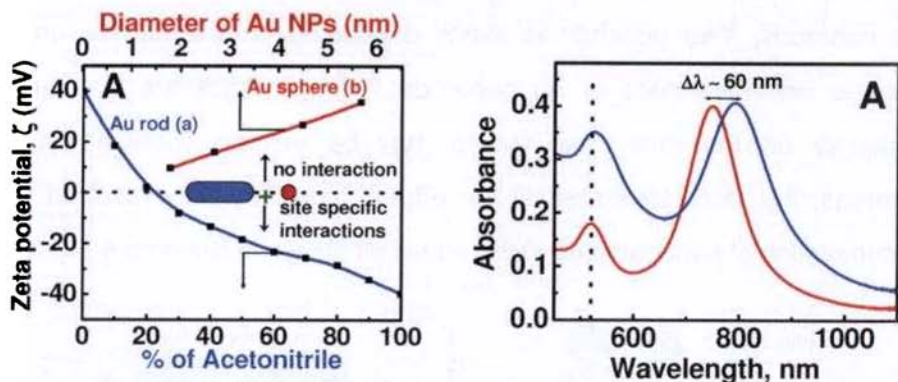 Diameter of Au NPs (nm)
0 1 2 3 4 5 6
A
Au sphere (b)
Au rod (a)
no interaction
+
site specific
interactions
Zeta potential, ζ (mV)
40
20
0
-20
-40
0 20 40 60 80 100
% of Acetonitrile
Δλ ~ 60 nm
A
Absorbance
0.4
0.3
0.2
0.1
0.0
600 800 1000
Wavelength, nm